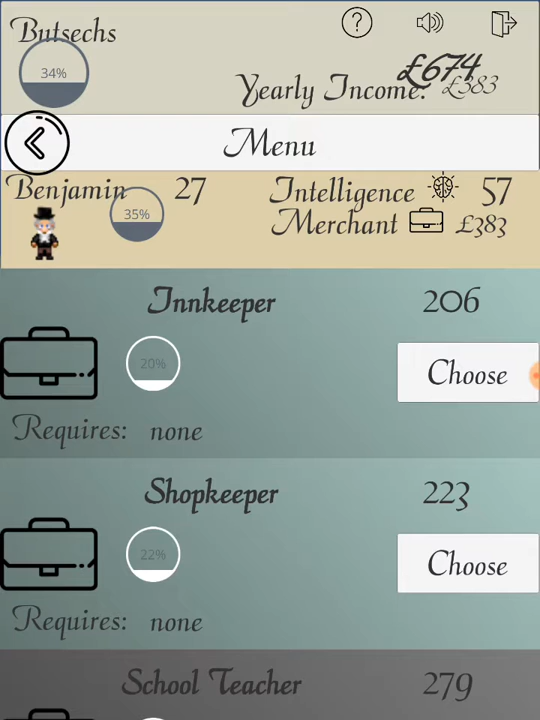 Butsechs
34%
£674
Yearly Income: £383
Menu
Benjamin 27 Intelligence 57
35%
Merchant £383
Innkeeper 206
20%
Choose
Requires: none
Shopkeeper 223
22%
Choose
Requires: none
School Teacher 279